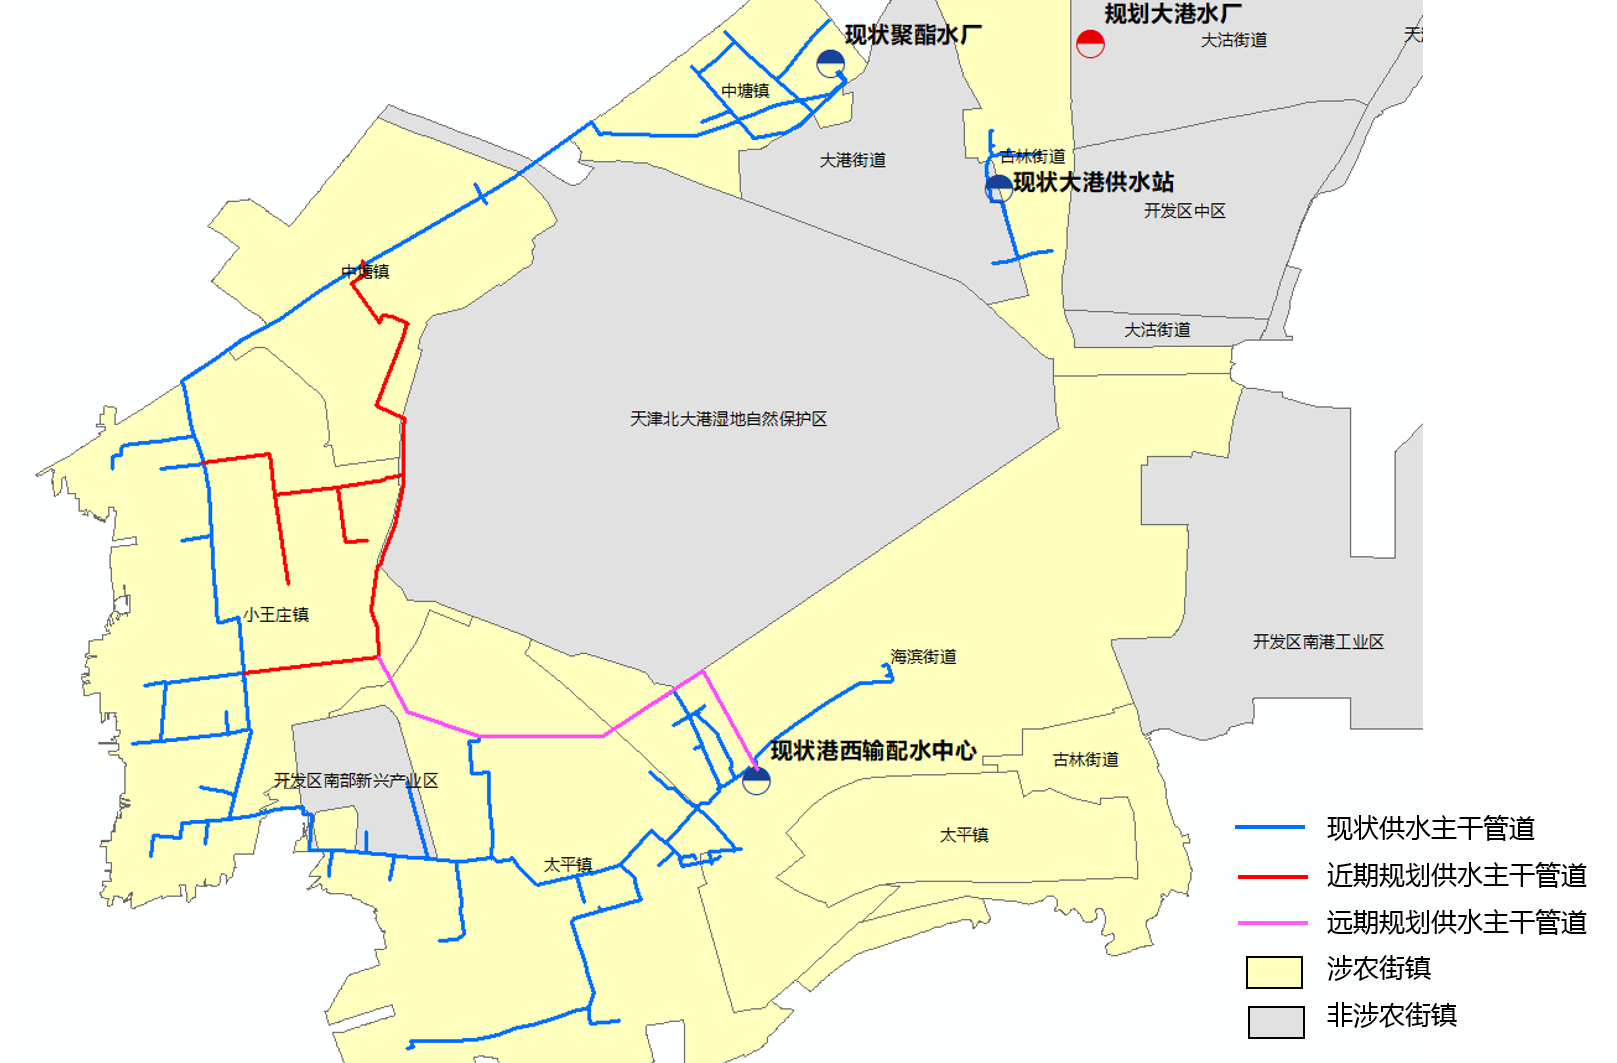 规划大港水厂
现状聚酯水厂
大沽街道
天津
中塘镇
大港街道
古林街道
现状大港供水站
开发区中区
中塘镇
大沽街道
天津北大港湿地自然保护区
小王庄镇
开发区南港工业区
海滨街道
现状港西输配水中心
古林街道
开发区南部新兴产业区
太平镇
太平镇
现状供水主干管道
近期规划供水主干管道
远期规划供水主干管道
涉农街镇
非涉农街镇